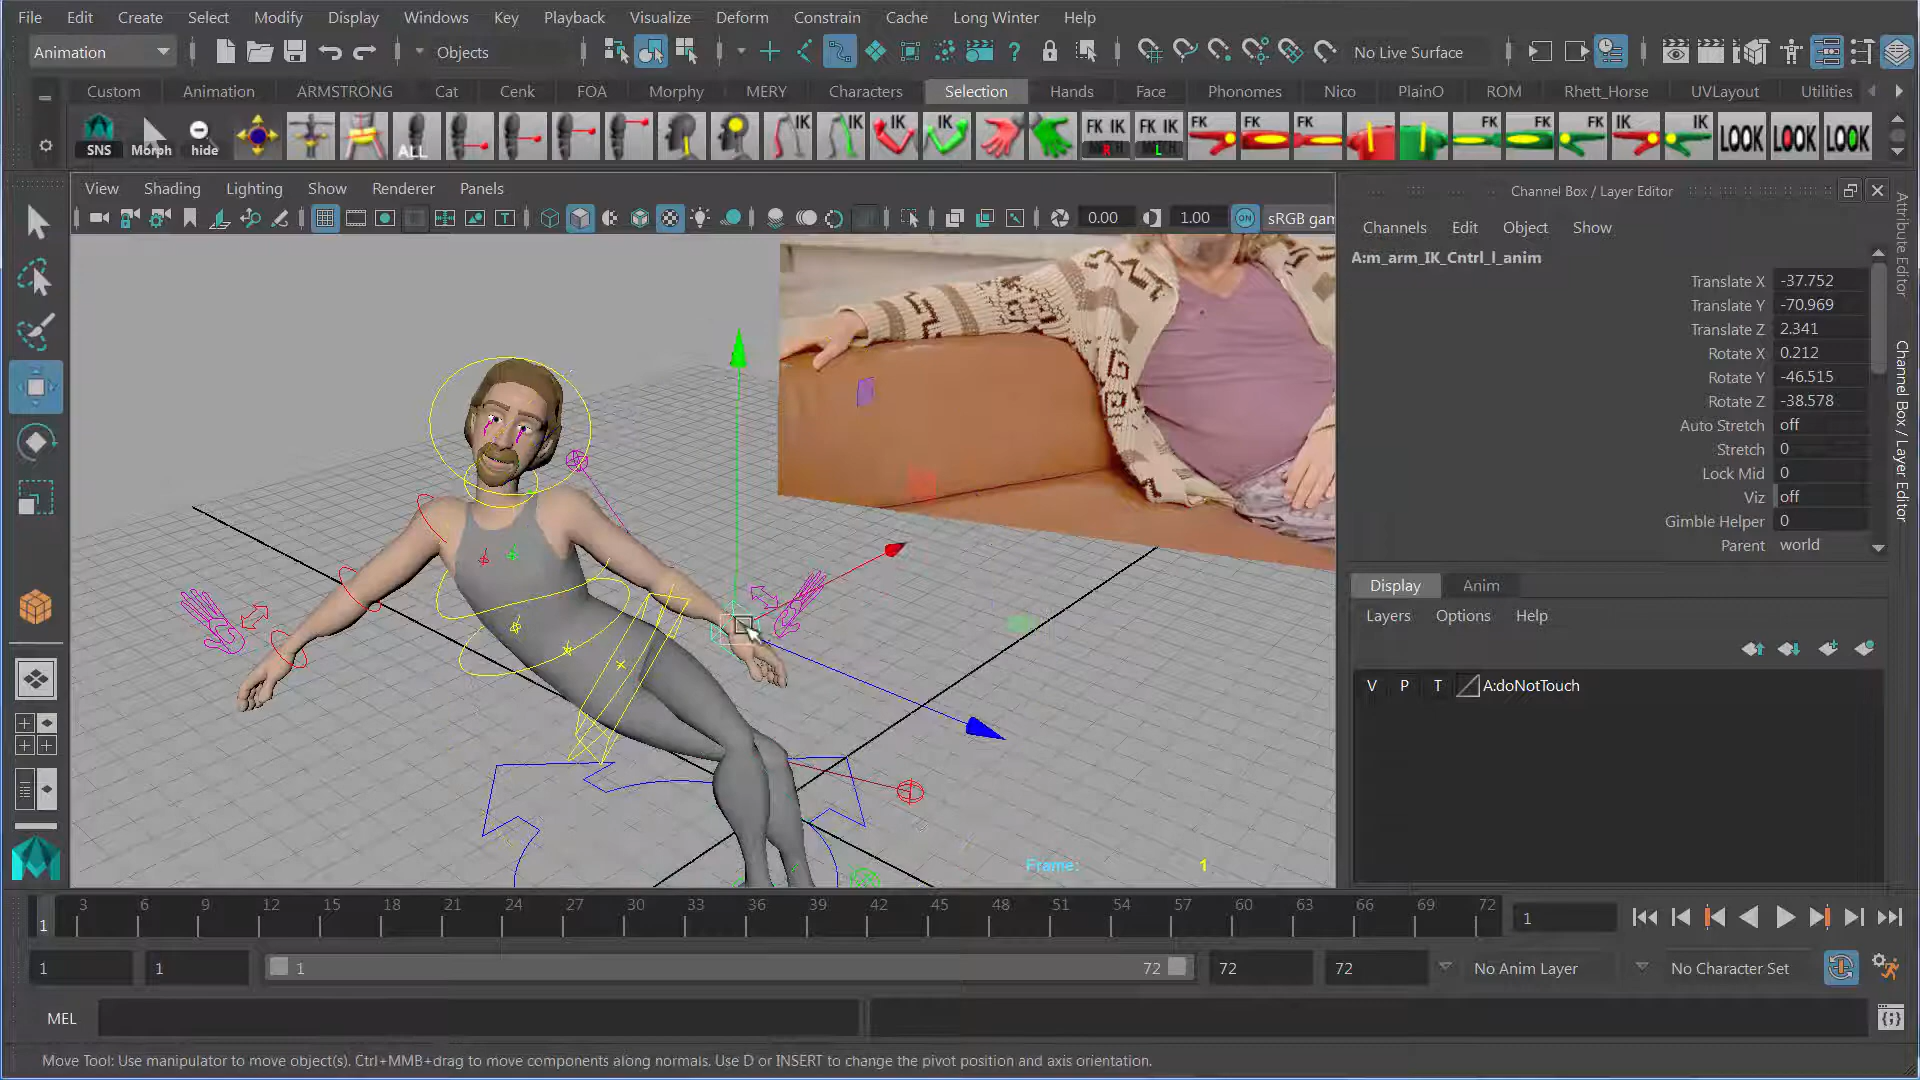 File Edit Create Select Modify Display Windows Key Playback Visualize Deform Constrain Cache Long Winter Help
Animation Objects No Live Surface
Custom Animation ARMSTRONG Cat Cenk FOA Morphy MERY Characters Selection Hands Face Phonomes Nico PlainO ROM Rhett_Horse UVLayout Utilities
SNS Morph hide ALL IK IK IK IK FK IK R FK IK L FK FK FK FK FK FK IK IK LOOK LOOK LOOK
View Shading Lighting Show Renderer Panels
0.00 1.00 ON sRGB gam
Channel Box / Layer Editor
Channels Edit Object Show
A:m_arm_IK_Cntrl_l_anim
Translate X -37.752
Translate Y -70.969
Translate Z 2.341
Rotate X 0.212
Rotate Y -46.515
Rotate Z -38.578
Auto Stretch off
Stretch 0
Lock Mid 0
Viz off
Gimble Helper 0
Parent world
Display Anim
Layers Options Help
V P T A:doNotTouch
Attribute Editor
Channel Box / Layer Editor
Frame: 1
1 3 6 9 12 15 18 21 24 27 30 33 36 39 42 45 48 51 54 57 60 63 66 69 72 1
1 1 1 72 72 72 No Anim Layer No Character Set
MEL
Move Tool: Use manipulator to move object(s). Ctrl+MMB+drag to move components along normals. Use D or INSERT to change the pivot position and axis orientation.